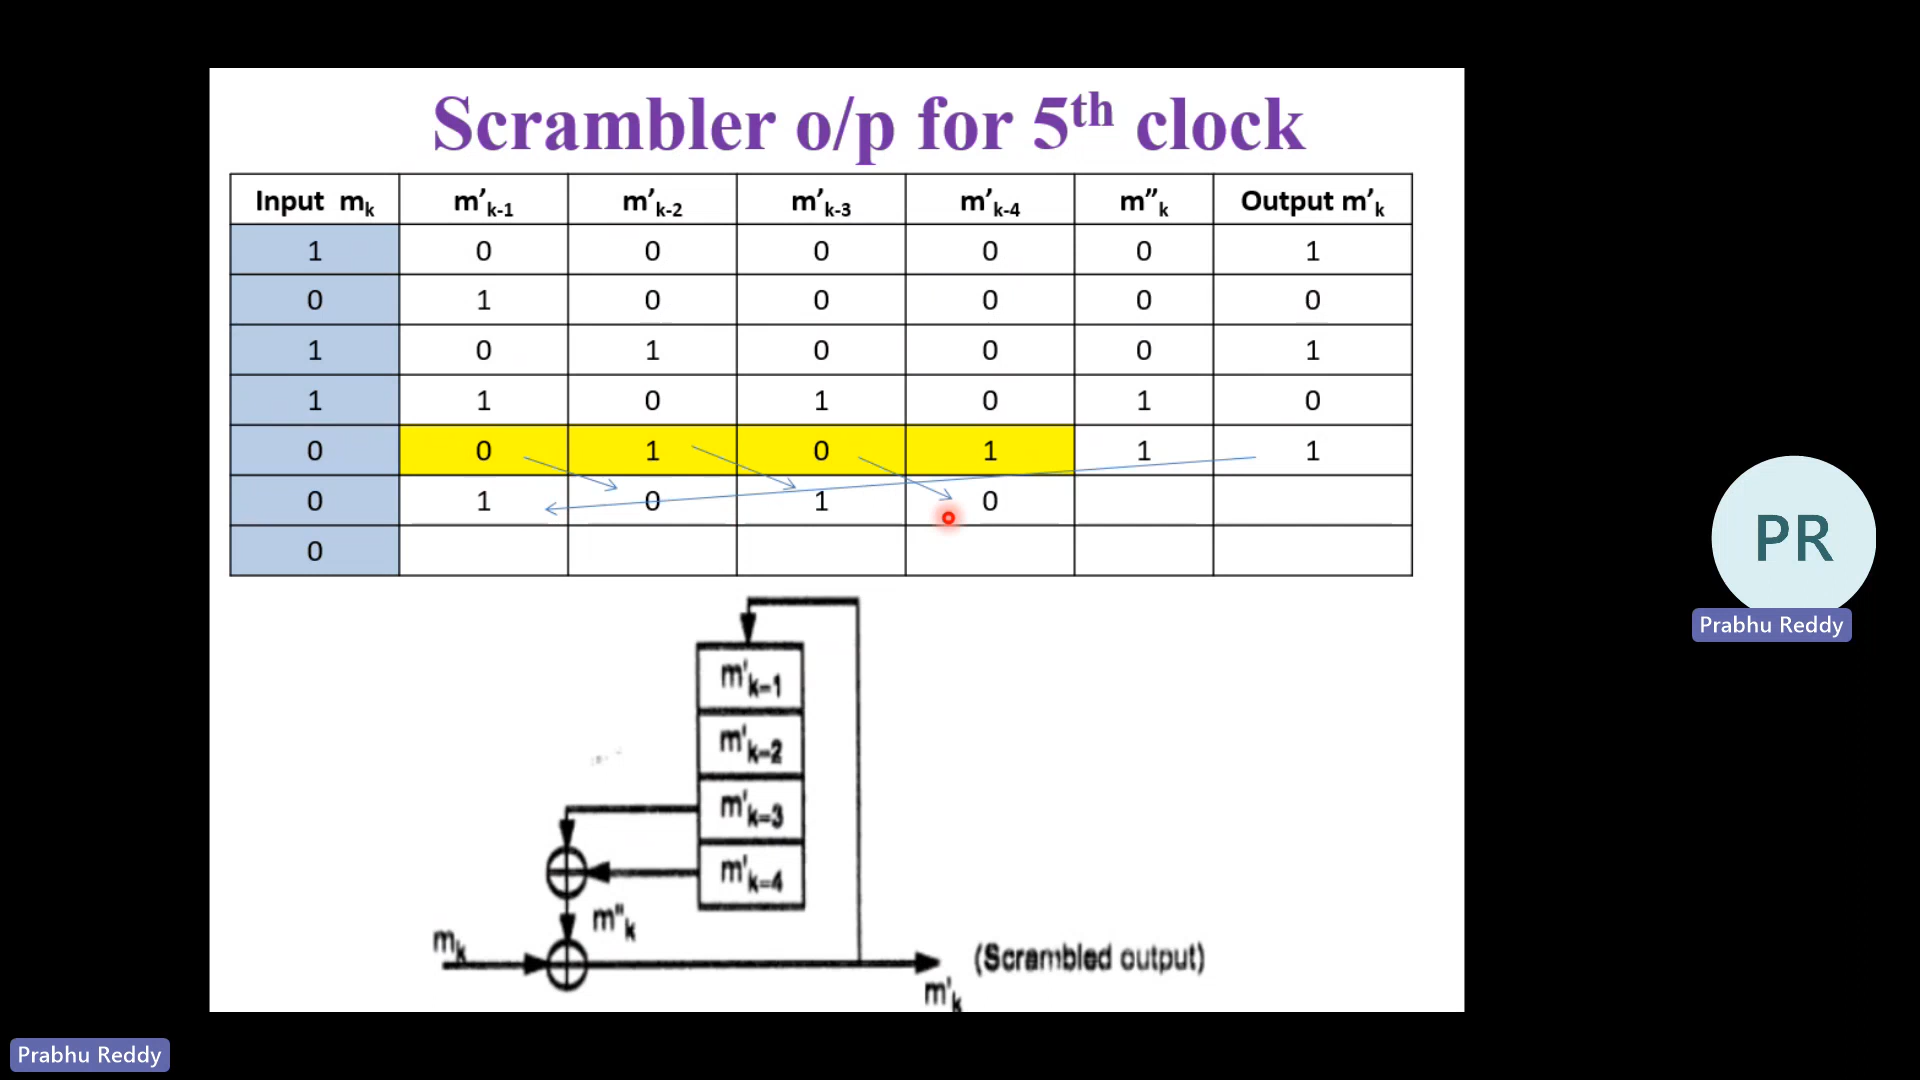 Scrambler o/p for 5th clock
Input mk m’k-1 m’k-2 m’k-3 m’k-4 m”k Output m’k
1 0 0 0 0 0 1
0 1 0 0 0 0 0
1 0 1 0 0 0 1
1 1 0 1 0 1 0
0 0 1 0 1 1 1
0 1 0 1 0
0
m'k-1
m'k-2
m'k-3
m'k-4
m"k
mk
(Scrambled output)
m'k
PR
Prabhu Reddy
Prabhu Reddy